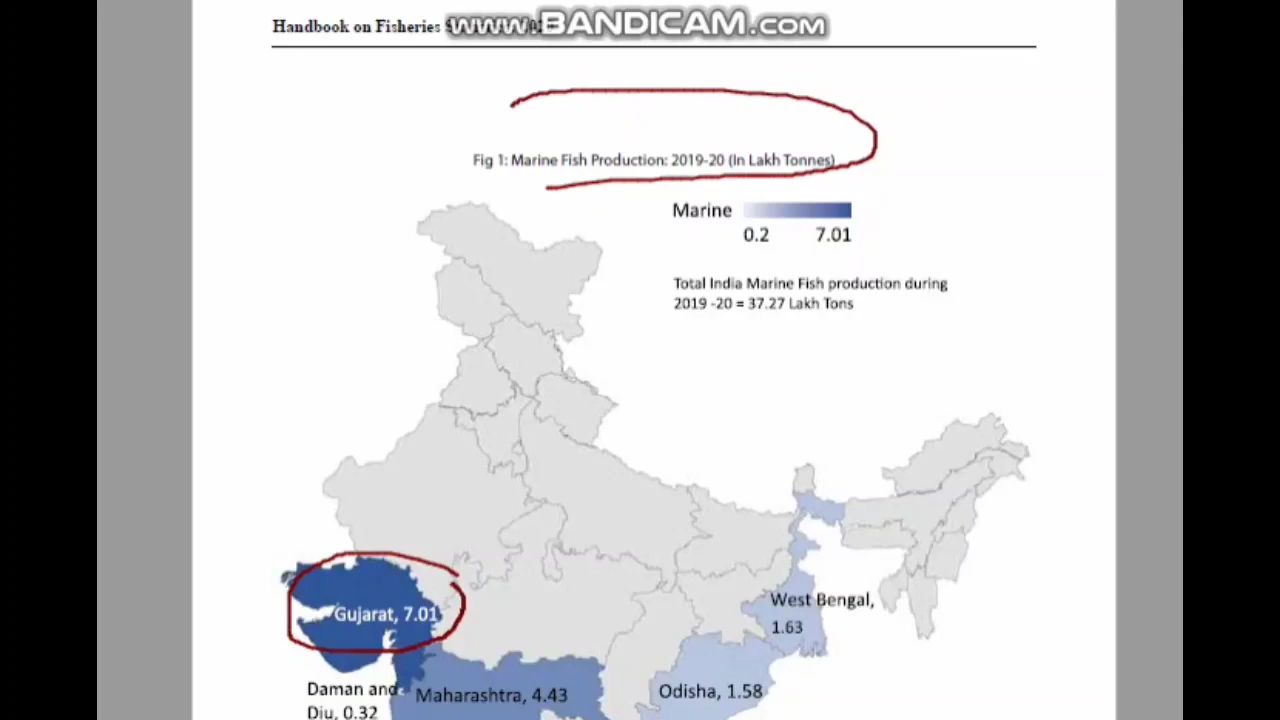 www.BANDICAM.com
Handbook on Fisheries
Fig 1: Marine Fish Production: 2019-20 (In Lakh Tonnes)
Marine
0.2 7.01
Total India Marine Fish production during
2019 -20 = 37.27 Lakh Tons
Gujarat, 7.01
West Bengal,
1.63
Daman and
Diu, 0.32
Maharashtra, 4.43
Odisha, 1.58